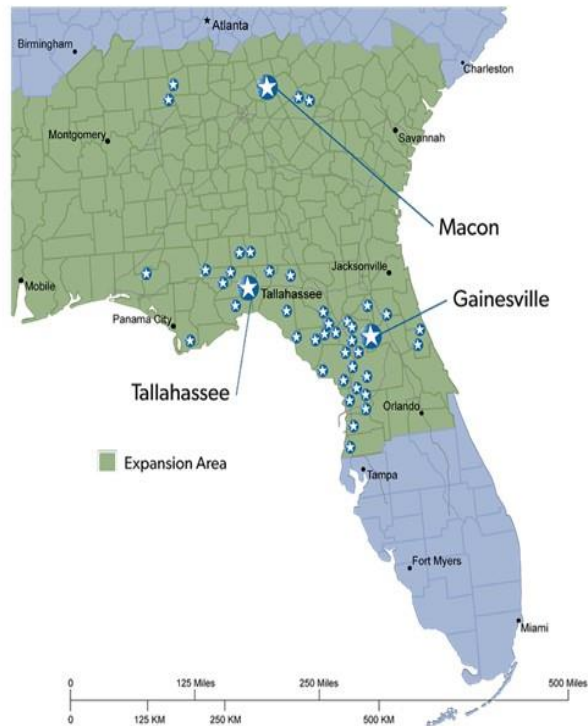 Atlanta
Birmingham
Charleston
Montgomery
Savannah
Macon
Jacksonville
Mobile
Tallahassee
Gainesville
Panama City
Tallahassee
Orlando
Expansion Area
Tampa
Fort Myers
Miami
0 125 Miles 250 Miles 500 Miles
0 125 KM 250 KM 500 KM